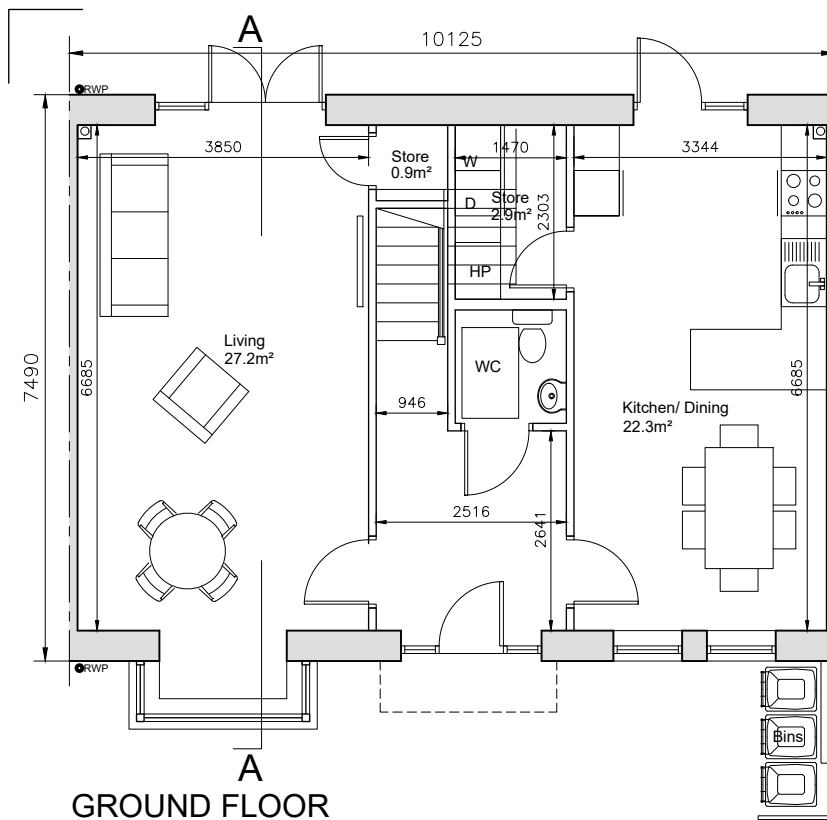 A
10125
RWP
3850
Store
0.9m²
W
1470
3344
D
Store
2.9m²
2303
HP
Living
27.2m²
7490
6685
WC
6685
946
Kitchen/ Dining
22.3m²
2516
2641
RWP
Bins
A
GROUND FLOOR